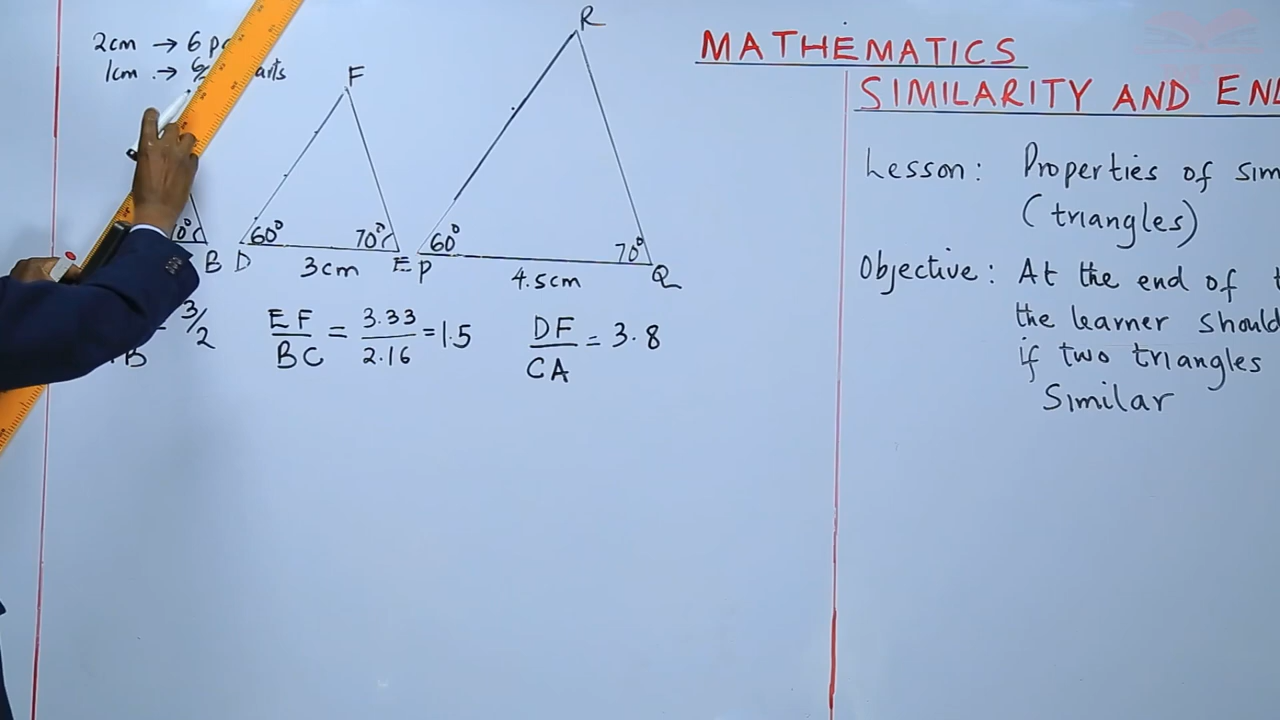 2cm → 6
1cm → arts
F
R
60°
70°
60°
70°
B D 3cm E P 4.5cm Q
3/2
B
EF/BC = 3.33/2.16 = 1.5
DF/CA = 3.8
MATHEMATICS
SIMILARITY AND
Lesson: Properties of
(triangles)
Objective: At the end of
the learner should
if two triangles
Similar